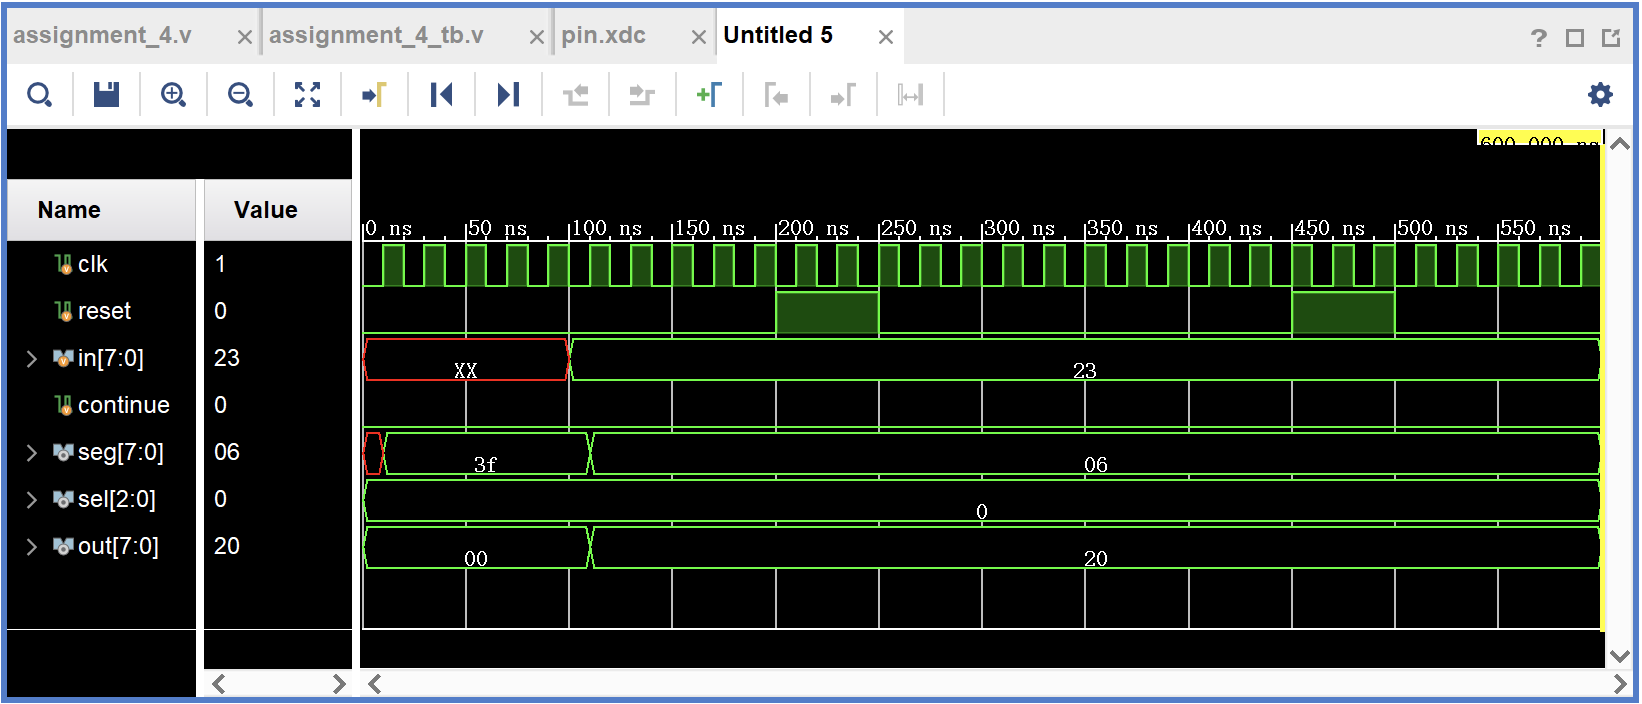 assignment_4.v assignment_4_tb.v pin.xdc Untitled 5
600.000 ns
Name Value
0 ns 50 ns 100 ns 150 ns 200 ns 250 ns 300 ns 350 ns 400 ns 450 ns 500 ns 550 ns
clk 1
reset 0
in[7:0] 23 XX 23
continue 0
seg[7:0] 06 3f 06
sel[2:0] 0 0
out[7:0] 20 00 20